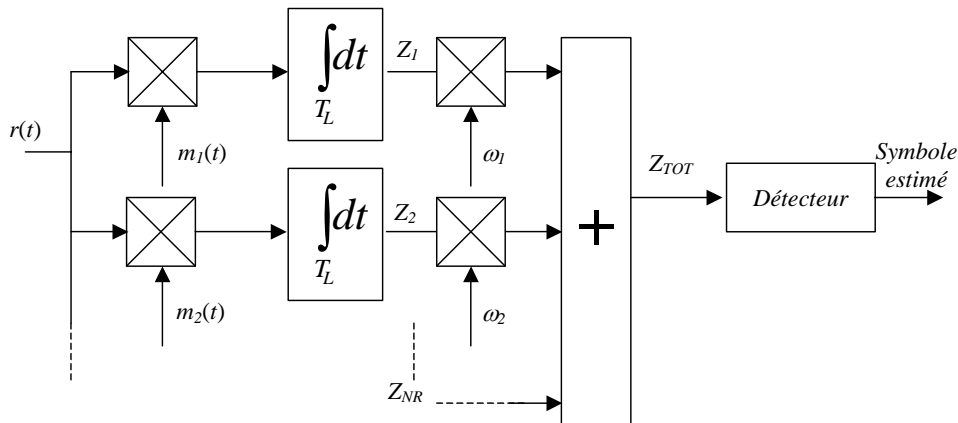 ∫dt
T_L
Z_1
r(t)
m_1(t)
ω_1
∫dt
T_L
Z_2
Z_TOT
Symbole
estimé
Détecteur
+
m_2(t)
ω_2
Z_NR